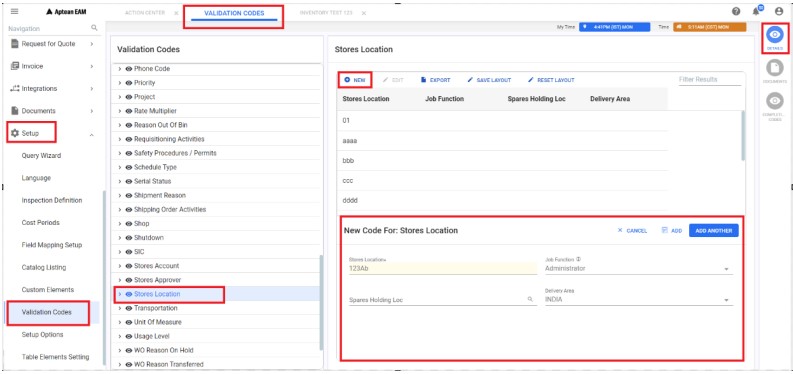 Aptean EAM
ACTION CENTER ×
VALIDATION CODES
INVENTORY TEST 102 ×
Navigation
My Time 4:41PM [IST] MON
Time 5:11AM [CST] MON
Request for Quote
Invoice
Integrations
Documents
Setup
Query Wizard
Language
Inspection Definition
Cost Periods
Field Mapping Setup
Catalog Listing
Custom Elements
Validation Codes
Setup Options
Table Elements Setting
Validation Codes
Phone Code
Priority
Project
Rate Multiplier
Reason Out Of Bin
Requisitioning Activities
Safety Procedures / Permits
Schedule Type
Serial Status
Shipment Reason
Shipping Order Activities
Shop
Shutdown
SIC
Stores Account
Stores Approver
Stores Location
Transportation
Unit Of Measure
Usage Level
WO Reason On Hold
WO Reason Transferred
Stores Location
NEW EDIT EXPORT SAVE LAYOUT RESET LAYOUT Filter Results
Stores Location Job Function Spares Holding Loc Delivery Area
01
aaaa
bbb
ccc
dddd
New Code For: Stores Location
× CANCEL ADD ADD ANOTHER
Stores Location*
123Ab
Job Function
Administrator
Spares Holding Loc
Delivery Area
INDIA
DETAILS
DOCUMENTS